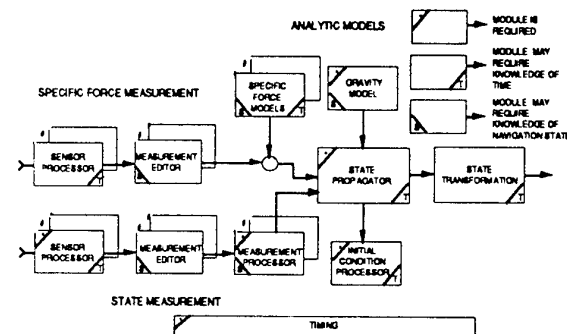 ANALYTIC MODELS
MODULE IS
REQUIRED
MODULE MAY
REQUIRE
KNOWLEDGE OF
TIME
T
MODULE MAY
REQUIRE
KNOWLEDGE OF
NAVIGATION STATE
S
SPECIFIC
FORCE
MODELS
S
T
GRAVITY
MODEL
S
SPECIFIC FORCE MEASUREMENT
SENSOR
PROCESSOR
T
MEASUREMENT
EDITOR
S
STATE
PROPAGATOR
T
STATE
TRANSFORMATION
T
SENSOR
PROCESSOR
T
MEASUREMENT
EDITOR
S
MEASUREMENT
PROCESSOR
S
INITIAL
CONDITION
PROCESSOR
T
STATE MEASUREMENT
TIMING